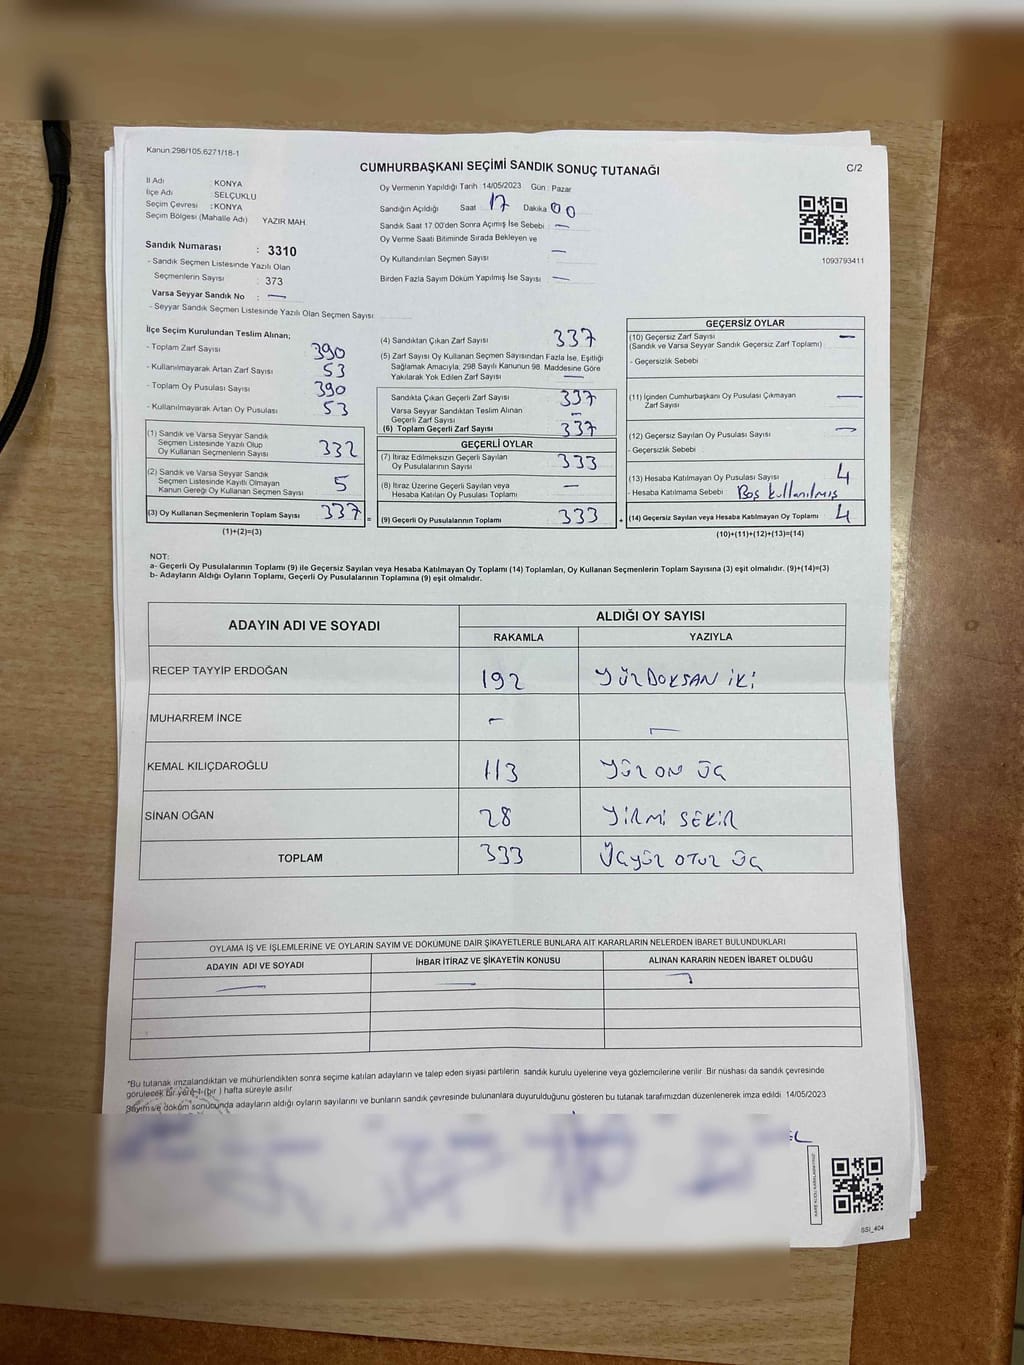 Kanun.298/105.6271/18-1
CUMHURBAŞKANI SEÇİMİ SANDIK SONUÇ TUTANAĞI
C/2
İl Adı : KONYA
İlçe Adı : SELÇUKLU
Seçim Çevresi : KONYA
Seçim Bölgesi (Mahalle Adı) YAZIR MAH.
Oy Vermenin Yapıldığı Tarih :14/05/2023 Gün : Pazar
Sandığın Açıldığı Saat 17 Dakika 00
Sandık Saat 17.00'den Sonra Açımış İse Sebebi —
Oy Verme Saati Bitiminde Sırada Bekleyen ve
Oy Kullandırılan Seçmen Sayısı —
Birden Fazla Sayım Döküm Yapılmış İse Sayısı —
1093793411
Sandık Numarası : 3310
- Sandık Seçmen Listesinde Yazılı Olan
Seçmenlerin Sayısı : 373
Varsa Seyyar Sandık No : —
- Seyyar Sandık Seçmen Listesinde Yazılı Olan Seçmen Sayısı:
İlçe Seçim Kurulundan Teslim Alınan;
- Toplam Zarf Sayısı 390
- Kullanılmayarak Artan Zarf Sayısı 53
- Toplam Oy Pusulası Sayısı 390
- Kullanılmayarak Artan Oy Pusulası 53
(1) Sandık ve Varsa Seyyar Sandık
Seçmen Listesinde Yazılı Olup
Oy Kullanan Seçmenlerin Sayısı 332
(2) Sandık ve Varsa Seyyar Sandık
Seçmen Listesinde Kayıtlı Olmayan
Kanun Gereği Oy Kullanan Seçmen Sayısı 5
(3) Oy Kullanan Seçmenlerin Toplam Sayısı 337 =
(1)+(2)=(3)
(4) Sandıktan Çıkan Zarf Sayısı 337
(5) Zarf Sayısı Oy Kullanan Seçmen Sayısından Fazla İse, Eşitliği
Sağlamak Amacıyla; 298 Sayılı Kanunun 98. Maddesine Göre
Yakılarak Yok Edilen Zarf Sayısı —
Sandıkta Çıkan Geçerli Zarf Sayısı 337
Varsa Seyyar Sandıktan Teslim Alınan
Geçerli Zarf Sayısı —
(6) Toplam Geçerli Zarf Sayısı 337
GEÇERLİ OYLAR
(7) İtiraz Edilmeksizin Geçerli Sayılan
Oy Pusulalarının Sayısı 333
(8) İtiraz Üzerine Geçerli Sayılan veya
Hesaba Katılan Oy Pusulası Toplamı —
(9) Geçerli Oy Pusulalarının Toplamı 333 +
GEÇERSİZ OYLAR
(10) Geçersiz Zarf Sayısı —
(Sandık ve Varsa Seyyar Sandık Geçersiz Zarf Toplamı)
- Geçersizlik Sebebi
(11) İçinden Cumhurbaşkanı Oy Pusulası Çıkmayan
Zarf Sayısı —
(12) Geçersiz Sayılan Oy Pusulası Sayısı —
- Geçersizlik Sebebi
(13) Hesaba Katılmayan Oy Pusulası Sayısı 4
- Hesaba Katılmama Sebebi Boş kullanılmış
(14) Geçersiz Sayılan veya Hesaba Katılmayan Oy Toplamı 4
(10)+(11)+(12)+(13)=(14)
NOT:
a- Geçerli Oy Pusulalarının Toplamı (9) ile Geçersiz Sayılan veya Hesaba Katılmayan Oy Toplamı (14) Toplamları, Oy Kullanan Seçmenlerin Toplam Sayısına (3) eşit olmalıdır. (9)+(14)=(3)
b- Adayların Aldığı Oyların Toplamı, Geçerli Oy Pusulalarının Toplamına (9) eşit olmalıdır.
ADAYIN ADI VE SOYADI
ALDIĞI OY SAYISI
RAKAMLA YAZIYLA
RECEP TAYYİP ERDOĞAN 192 YÜZDOKSAN İKİ
MUHARREM İNCE — —
KEMAL KILIÇDAROĞLU 113 YÜZ ON ÜÇ
SİNAN OĞAN 28 YİRMİ SEKİZ
TOPLAM 333 ÜÇYÜZ OTUZ ÜÇ
OYLAMA İŞ VE İŞLEMLERİNE VE OYLARIN SAYIM VE DÖKÜMÜNE DAİR ŞİKAYETLERLE BUNLARA AİT KARARLARIN NELERDEN İBARET BULUNDUKLARI
ADAYIN ADI VE SOYADI İHBAR İTİRAZ VE ŞİKAYETİN KONUSU ALINAN KARARIN NEDEN İBARET OLDUĞU
— — —
*Bu tutanak imzalandıktan ve mühürlendikten sonra seçime katılan adayların ve talep eden siyasi partilerin sandık kurulu üyelerine veya gözlemcilerine verilir. Bir nüshası da sandık çevresinde
görülecek bir yere 1 (bir) hafta süreyle asılır
Sayım ve döküm sonucunda adayların aldığı oyların sayılarını ve bunların sandık çevresinde bulunanlara duyurulduğunu gösteren bu tutanak tarafımızdan düzenlenerek imza edildi. 14/05/2023
SSİ_404